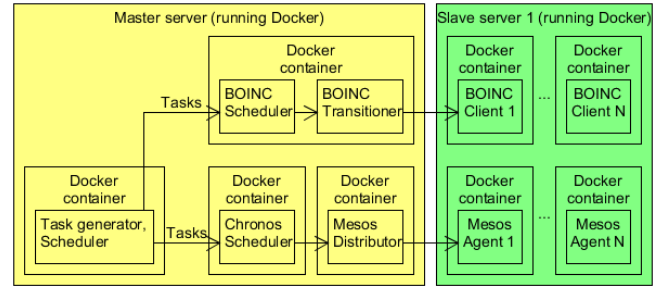 Master server (running Docker)
Slave server 1 (running Docker)
Docker
container
BOINC
Scheduler
BOINC
Transitioner
Tasks
Docker
container
BOINC
Client 1
...
Docker
container
BOINC
Client N
Docker
container
Task generator,
Scheduler
Tasks
Docker
container
Chronos
Scheduler
Docker
container
Mesos
Distributor
Docker
container
Mesos
Agent 1
...
Docker
container
Mesos
Agent N